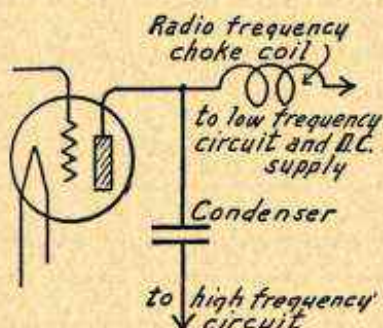 Radio frequency
choke coil
to low frequency
circuit and D.C.
supply
Condenser
to high frequency
circuit